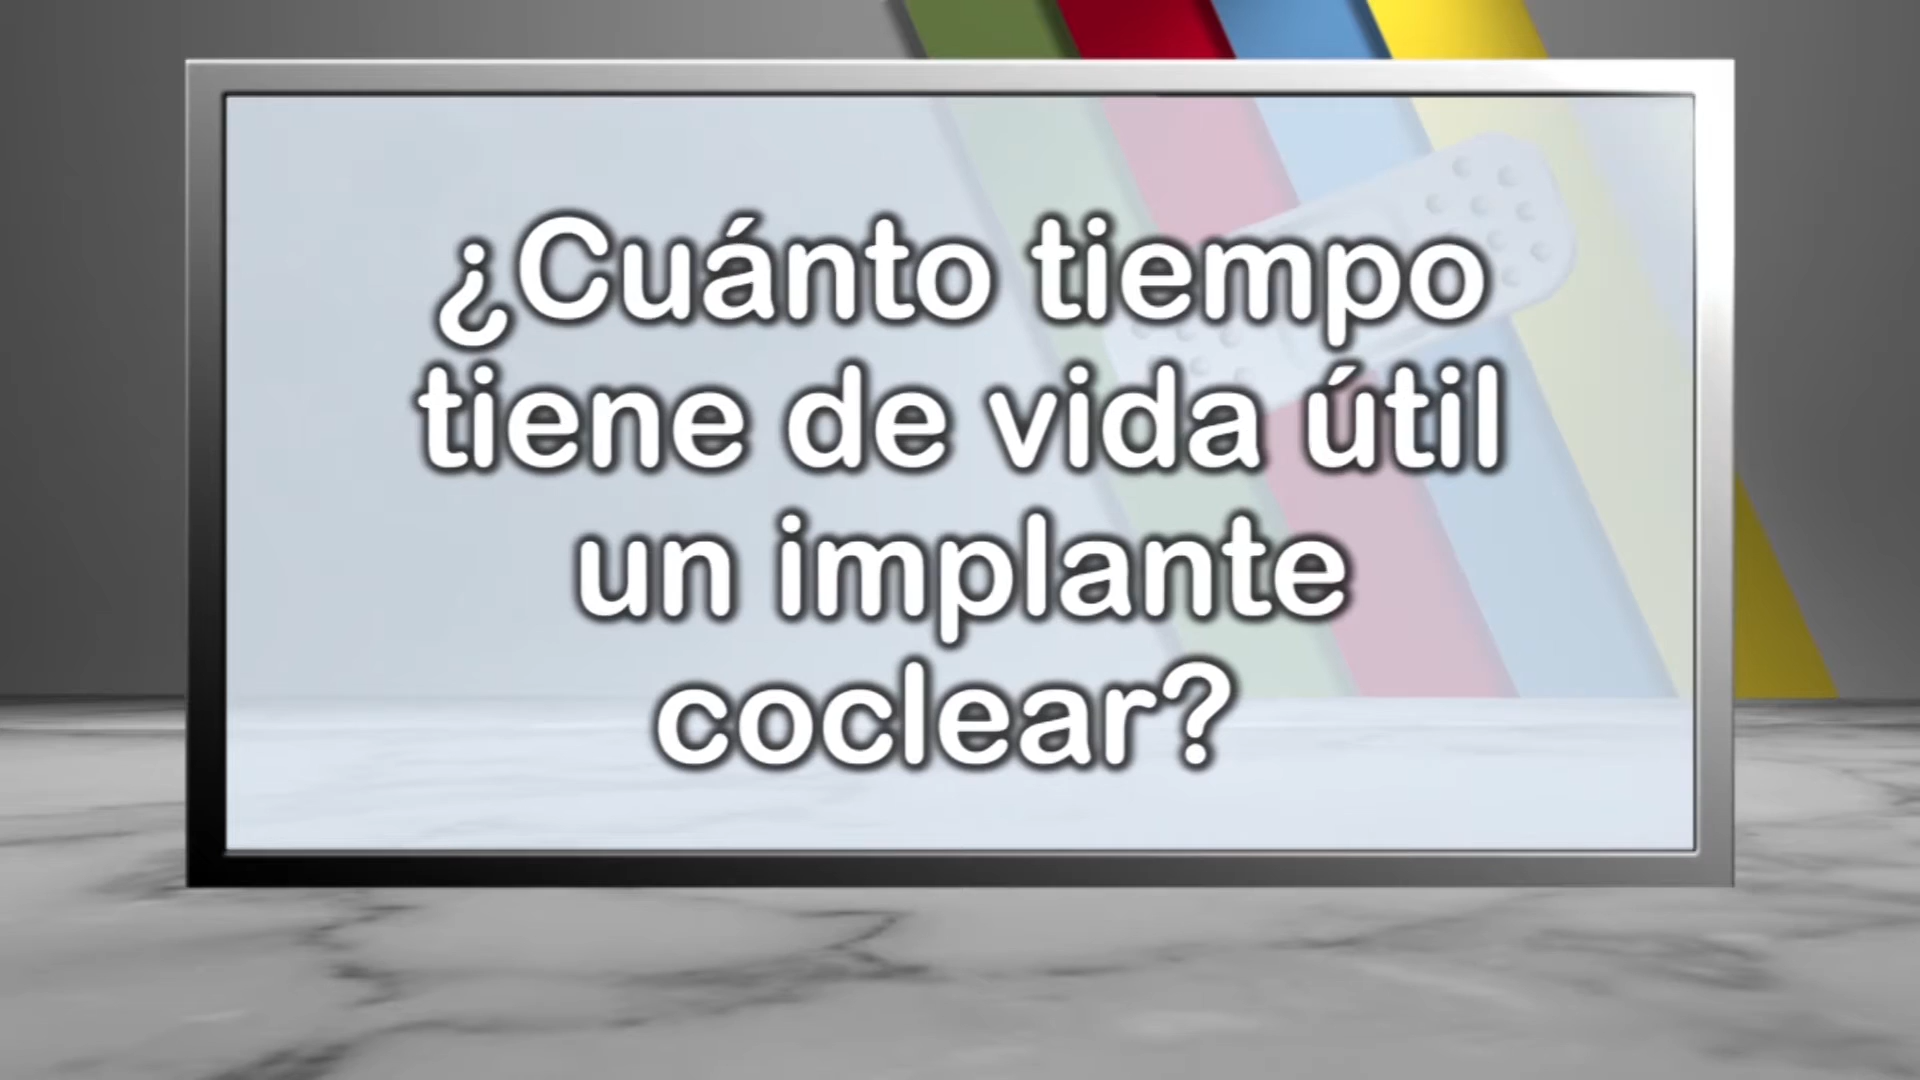 ¿Cuánto tiempo
tiene de vida útil
un implante
coclear?